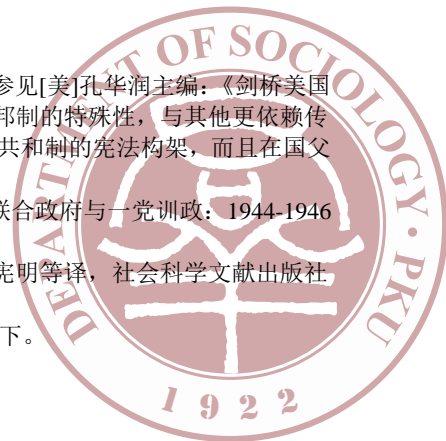 参见[美]孔华润主编:《剑桥美国
邦制的特殊性,与其他更依赖传
共和制的宪法构架,而且在国父
联合政府与一党训政:1944-1946
宪明等译,社会科学文献出版社
下。
DEPARTMENT OF SOCIOLOGY · PKU
1922